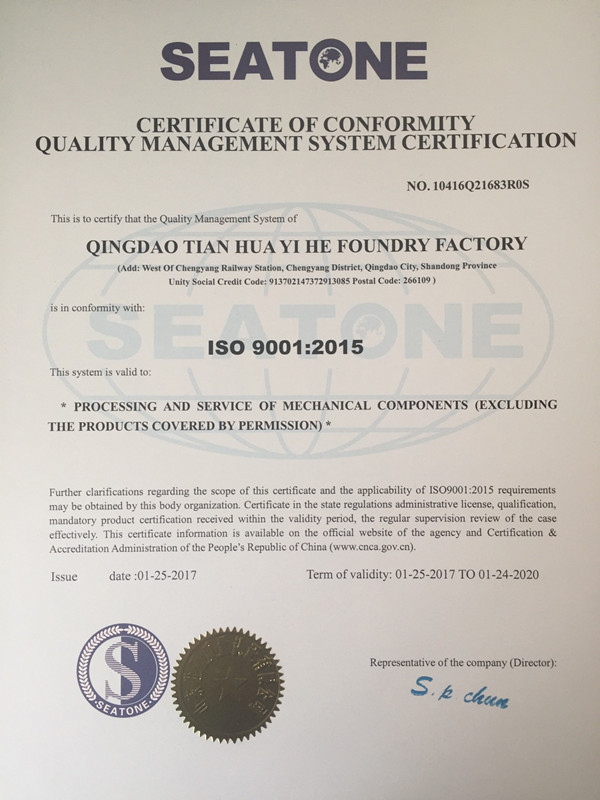 SEATONE
CERTIFICATE OF CONFORMITY
QUALITY MANAGEMENT SYSTEM CERTIFICATION
NO. 10416Q21683R0S
This is to certify that the Quality Management System of
QINGDAO TIAN HUA YI HE FOUNDRY FACTORY
(Add: West Of Chengyang Railway Station, Chengyang District, Qingdao City, Shandong Province
Unity Social Credit Code: 913702147372913085 Postal Code: 266109 )
is in conformity with:
SEATONE
ISO 9001:2015
This system is valid to:
* PROCESSING AND SERVICE OF MECHANICAL COMPONENTS (EXCLUDING
THE PRODUCTS COVERED BY PERMISSION) *
Further clarifications regarding the scope of this certificate and the applicability of ISO9001:2015 requirements
may be obtained by this body organization. Certificate in the state regulations administrative license, qualification,
mandatory product certification received within the validity period, the regular supervision review of the case
effectively. This certificate information is available on the official website of the agency and Certification &
Accreditation Administration of the People's Republic of China (www.cnca.gov.cn).
Issue date :01-25-2017 Term of validity: 01-25-2017 TO 01-24-2020
Representative of the company (Director):
S.p chun
S
SEATONE